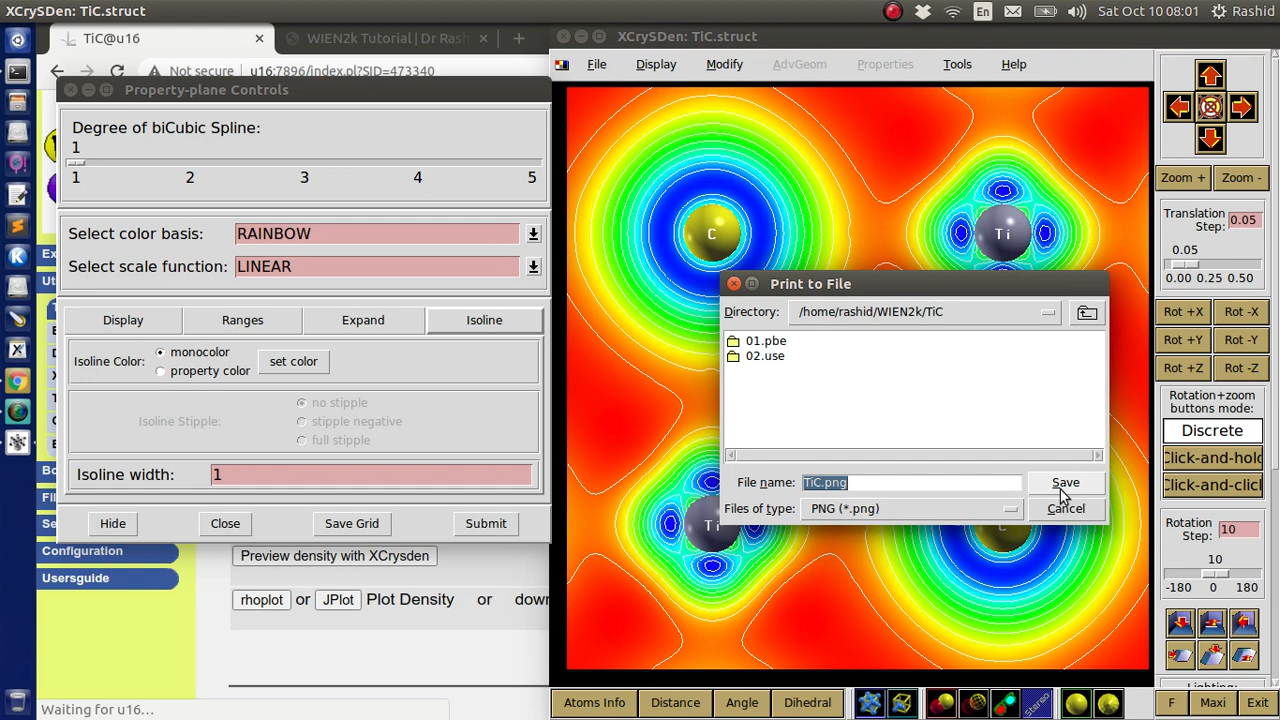 XCrySDen: TiC.struct
En
Sat Oct 10 08:01
Rashid
TiC@u16
WIEN2k Tutorial | Dr Rash
Not secure
u16:7896/index.pl?SID=473340
XCrySDen: TiC.struct
File
Display
Modify
AdvGeom
Properties
Tools
Help
Property-plane Controls
Degree of biCubic Spline:
1
1 2 3 4 5
Select color basis:
RAINBOW
Select scale function:
LINEAR
Display
Ranges
Expand
Isoline
Isoline Color:
monocolor
property color
set color
Isoline Stipple:
no stipple
stipple negative
full stipple
Isoline width:
1
Hide
Close
Save Grid
Submit
Configuration
Usersguide
Preview density with XCrysden
rhoplot or JPlot Plot Density or down
Waiting for u16...
C
Ti
Ti
C
Print to File
Directory:
/home/rashid/WIEN2k/TiC
01.pbe
02.use
File name:
TiC.png
Save
Files of type:
PNG (*.png)
Cancel
Zoom +
Zoom -
Translation
Step:
0.05
0.05
0.00 0.25 0.50
Rot +X
Rot -X
Rot +Y
Rot -Y
Rot +Z
Rot -Z
Rotation+zoom
buttons mode:
Discrete
Click-and-hold
Click-and-click
Rotation
Step:
10
10
-180 0 180
Lighting:
Atoms Info
Distance
Angle
Dihedral
Stereo
F
Maxi
Exit